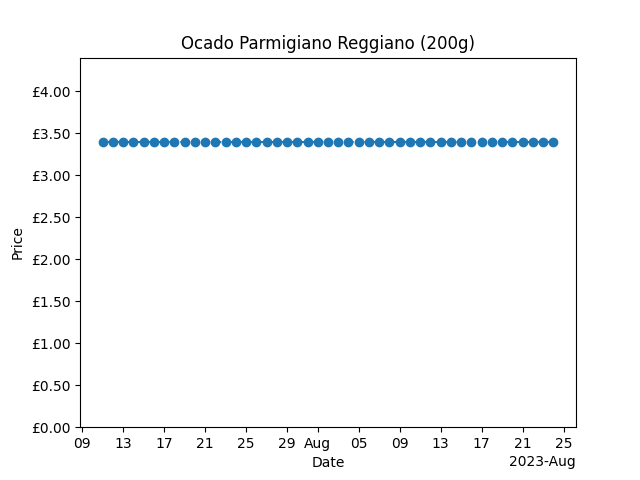 Ocado Parmigiano Reggiano (200g)
£4.00
£3.50
£3.00
£2.50
£2.00
£1.50
£1.00
£0.50
£0.00
Price
09 13 17 21 25 29 Aug 05 09 13 17 21 25
Date
2023-Aug